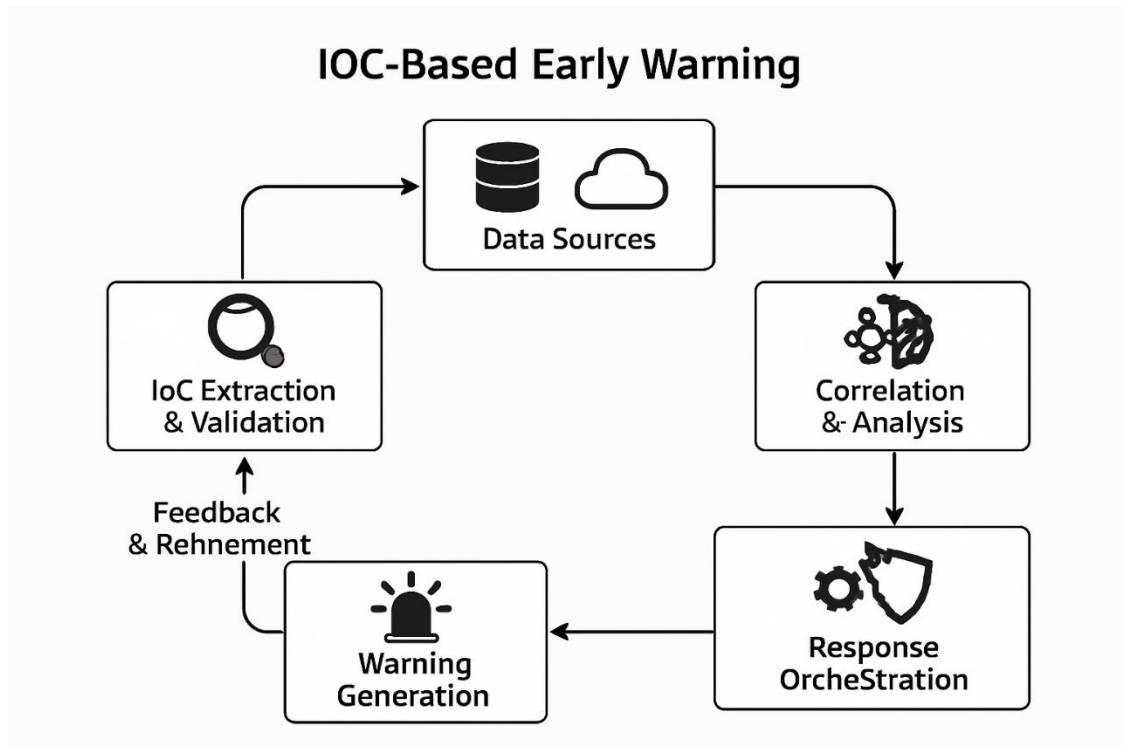 IOC-Based Early Warning
Data Sources
IoC Extraction
& Validation
Correlation
&- Analysis
Feedback
& Rehnement
Warning
Generation
Response
OrcheStration